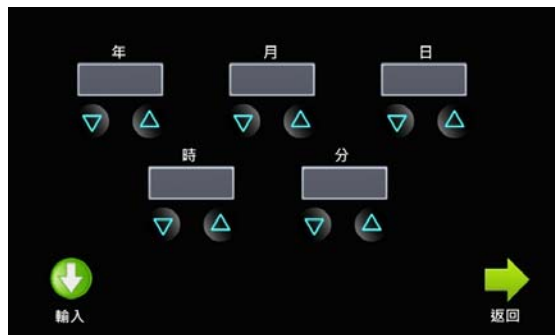 年 月 日
時 分
輸入 返回